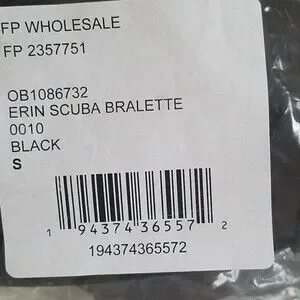 FP WHOLESALE
FP 2357751
OB1086732
ERIN SCUBA BRALETTE
0010
BLACK
S
1 94374 36557 2
194374365572